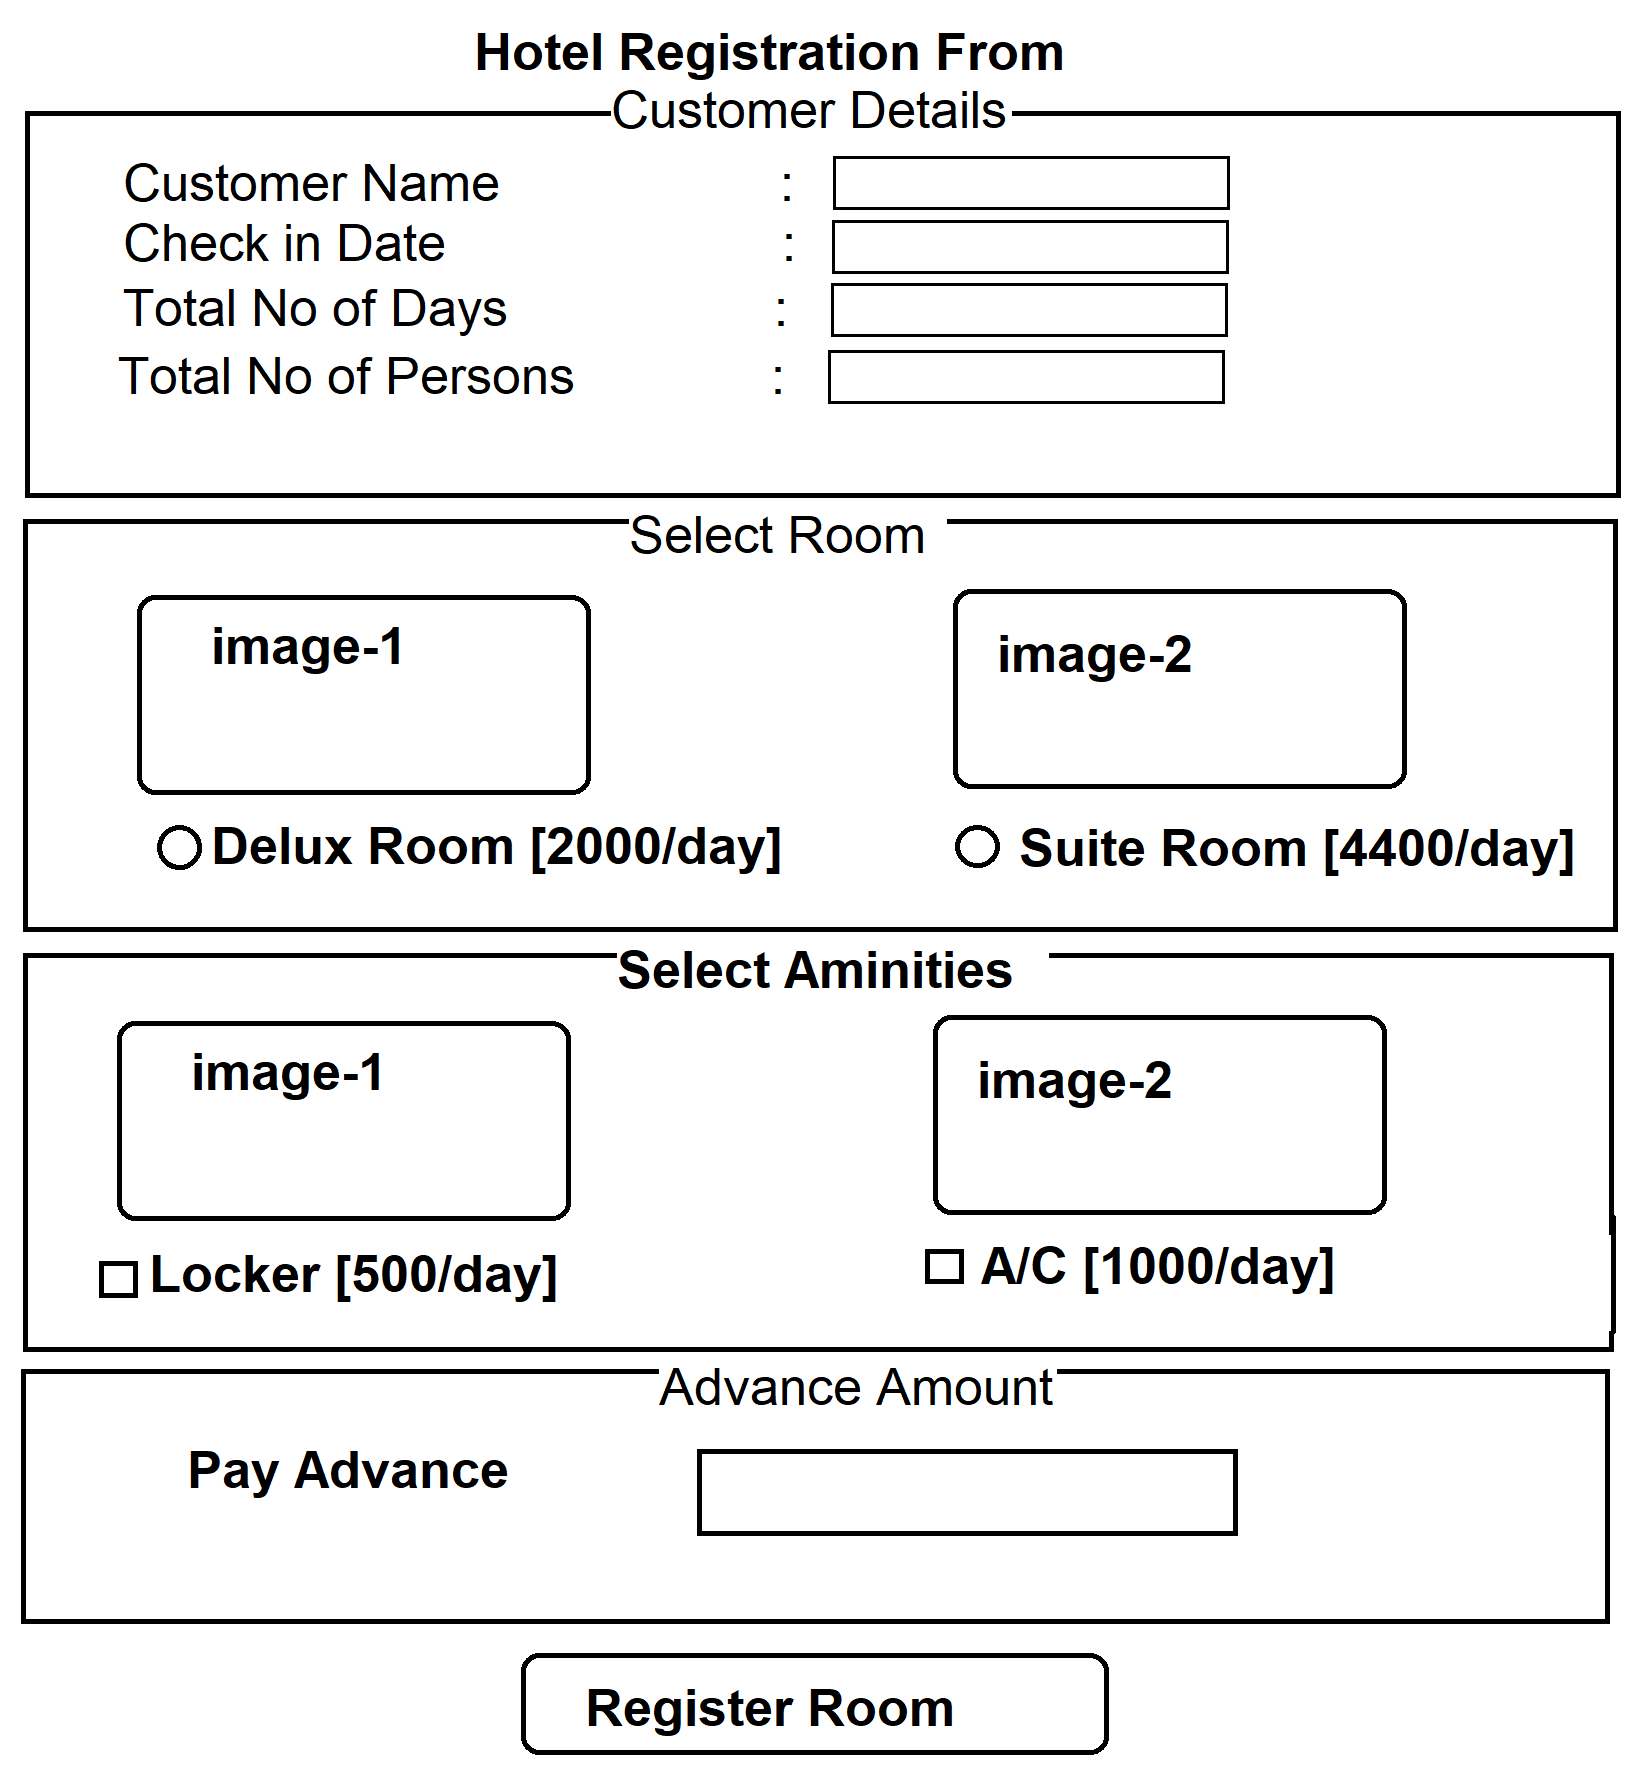 Hotel Registration From
Customer Details
Customer Name :
Check in Date :
Total No of Days :
Total No of Persons :
Select Room
image-1 image-2
Delux Room [2000/day] Suite Room [4400/day]
Select Aminities
image-1 image-2
Locker [500/day] A/C [1000/day]
Advance Amount
Pay Advance
Register Room